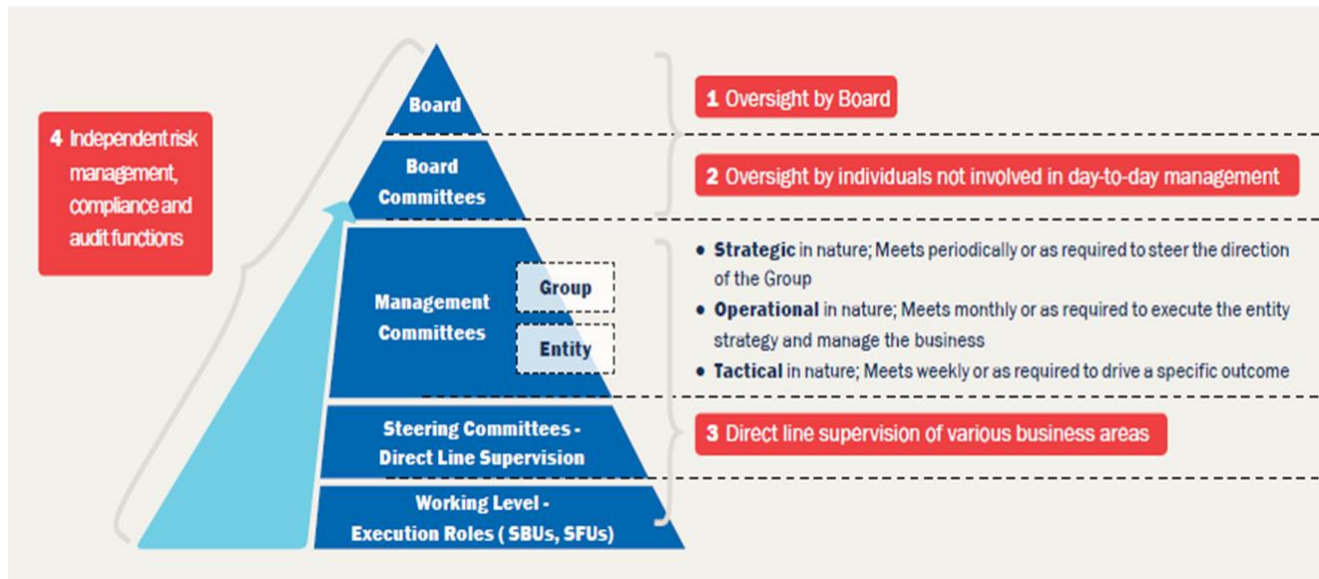 4 Independent risk
management,
compliance and
audit functions
Board
Board
Committees
Management
Committees
Group
Entity
Steering Committees -
Direct Line Supervision
Working Level -
Execution Roles ( SBUs, SFUs)
1 Oversight by Board
2 Oversight by individuals not involved in day-to-day management
• Strategic in nature; Meets periodically or as required to steer the direction
of the Group
• Operational in nature; Meets monthly or as required to execute the entity
strategy and manage the business
• Tactical in nature; Meets weekly or as required to drive a specific outcome
3 Direct line supervision of various business areas